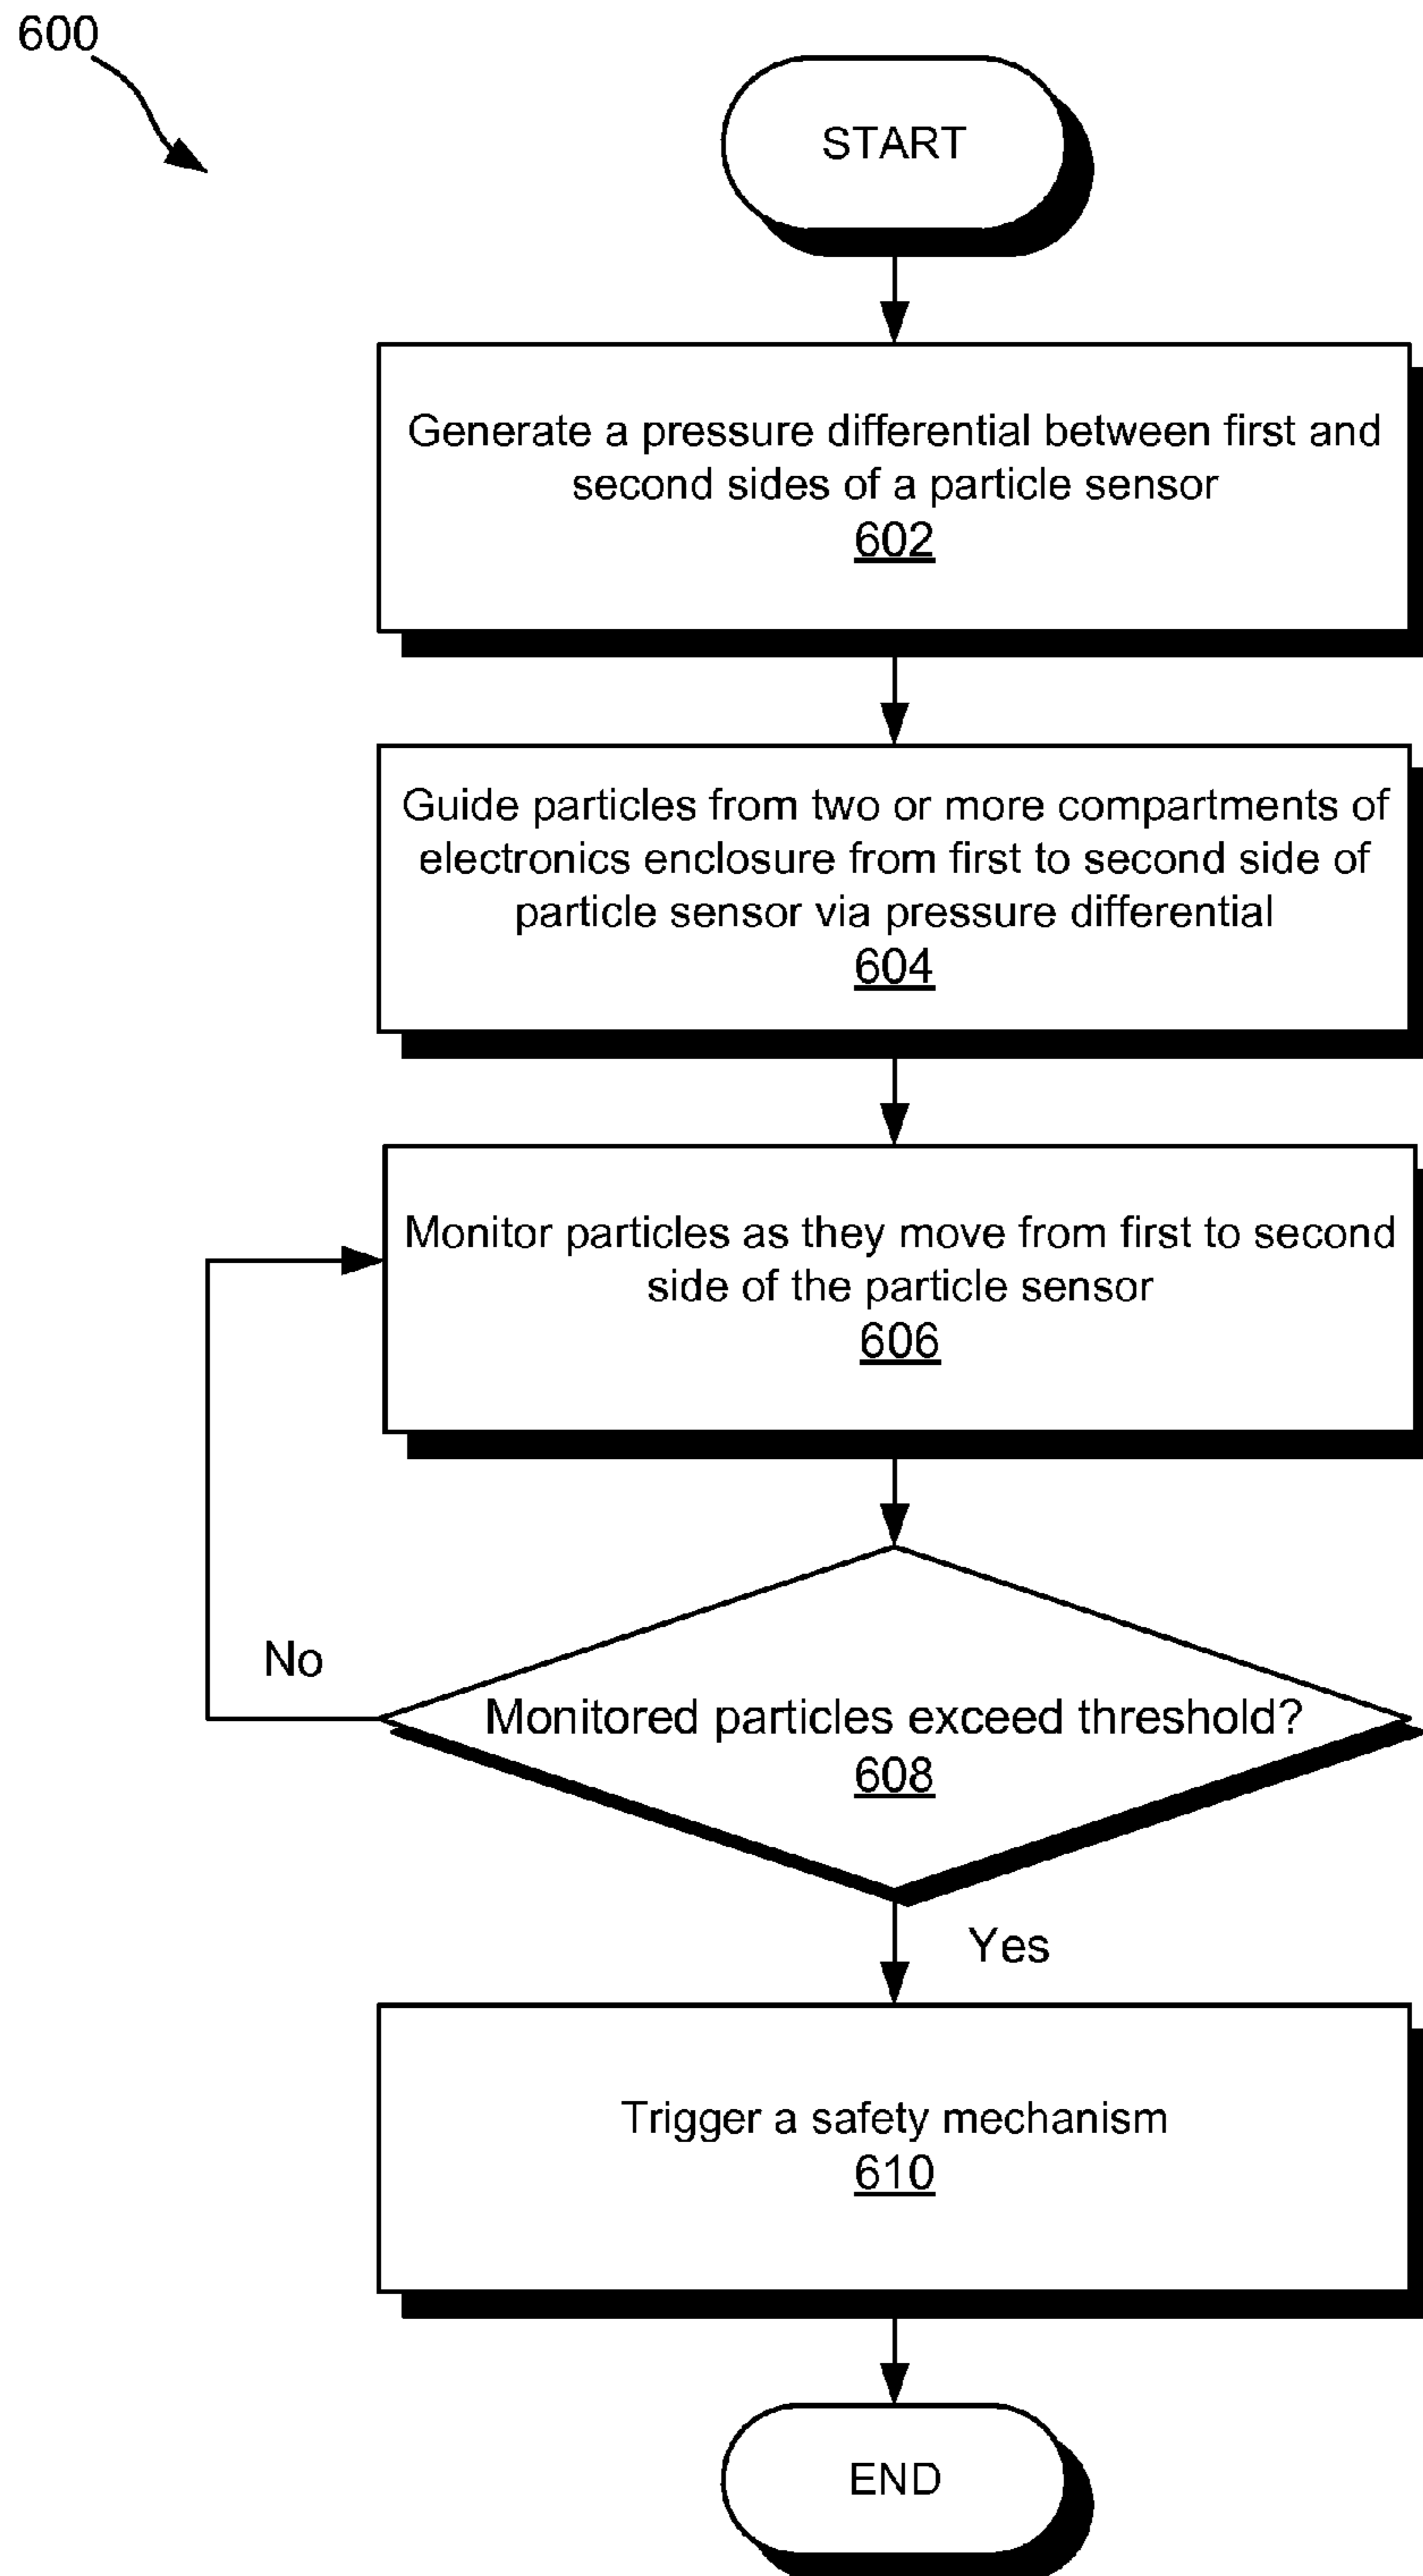 600
START
Generate a pressure differential between first and
second sides of a particle sensor
602
Guide particles from two or more compartments of
electronics enclosure from first to second side of
particle sensor via pressure differential
604
Monitor particles as they move from first to second
side of the particle sensor
606
No
Monitored particles exceed threshold?
608
Yes
Trigger a safety mechanism
610
END